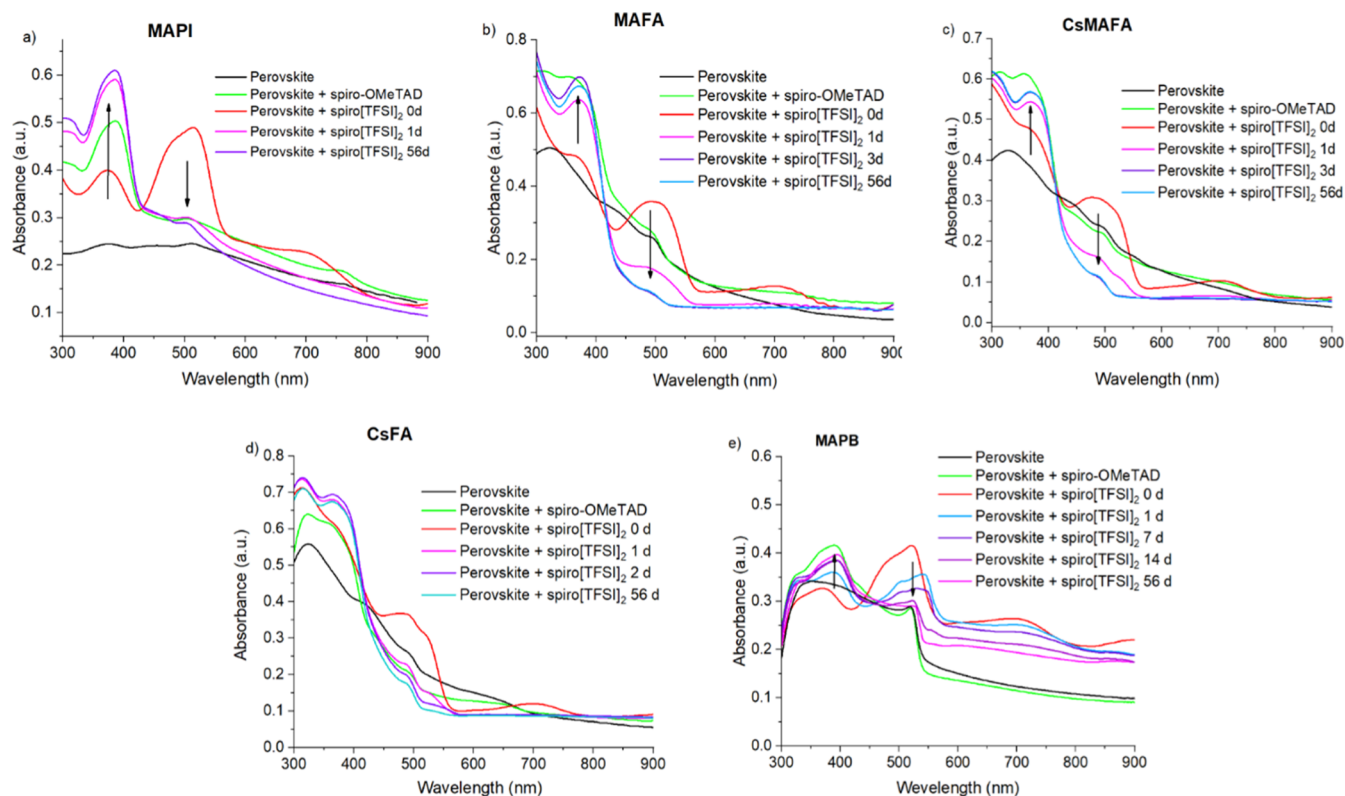 a)
MAPI
Perovskite
Perovskite + spiro-OMeTAD
Perovskite + spiro[TFSI]2 0d
Perovskite + spiro[TFSI]2 1d
Perovskite + spiro[TFSI]2 56d
Absorbance (a.u.)
0.6
0.5
0.4
0.3
0.2
0.1
300 400 500 600 700 800 900
Wavelength (nm)
b)
MAFA
Perovskite
Perovskite + spiro-OMeTAD
Perovskite + spiro[TFSI]2 0d
Perovskite + spiro[TFSI]2 1d
Perovskite + spiro[TFSI]2 3d
Perovskite + spiro[TFSI]2 56d
Absorbance (a.u.)
0.8
0.6
0.4
0.2
0.0
300 400 500 600 700 800 900
Wavelength (nm)
c)
CsMAFA
Perovskite
Perovskite + spiro-OMeTAD
Perovskite + spiro[TFSI]2 0d
Perovskite + spiro[TFSI]2 1d
Perovskite + spiro[TFSI]2 3d
Perovskite + spiro[TFSI]2 56d
Absorbance (a.u.)
0.7
0.6
0.5
0.4
0.3
0.2
0.1
0.0
300 400 500 600 700 800 900
Wavelength (nm)
d)
CsFA
Perovskite
Perovskite + spiro-OMeTAD
Perovskite + spiro[TFSI]2 0 d
Perovskite + spiro[TFSI]2 1 d
Perovskite + spiro[TFSI]2 2 d
Perovskite + spiro[TFSI]2 56 d
Absorbance (a.u.)
0.8
0.7
0.6
0.5
0.4
0.3
0.2
0.1
0.0
300 400 500 600 700 800 900
Wavelength (nm)
e)
MAPB
Perovskite
Perovskite + spiro-OMeTAD
Perovskite + spiro[TFSI]2 0 d
Perovskite + spiro[TFSI]2 1 d
Perovskite + spiro[TFSI]2 7 d
Perovskite + spiro[TFSI]2 14 d
Perovskite + spiro[TFSI]2 56 d
Absorbance (a.u.)
0.6
0.5
0.4
0.3
0.2
0.1
0.0
300 400 500 600 700 800 900
Wevelength (nm)